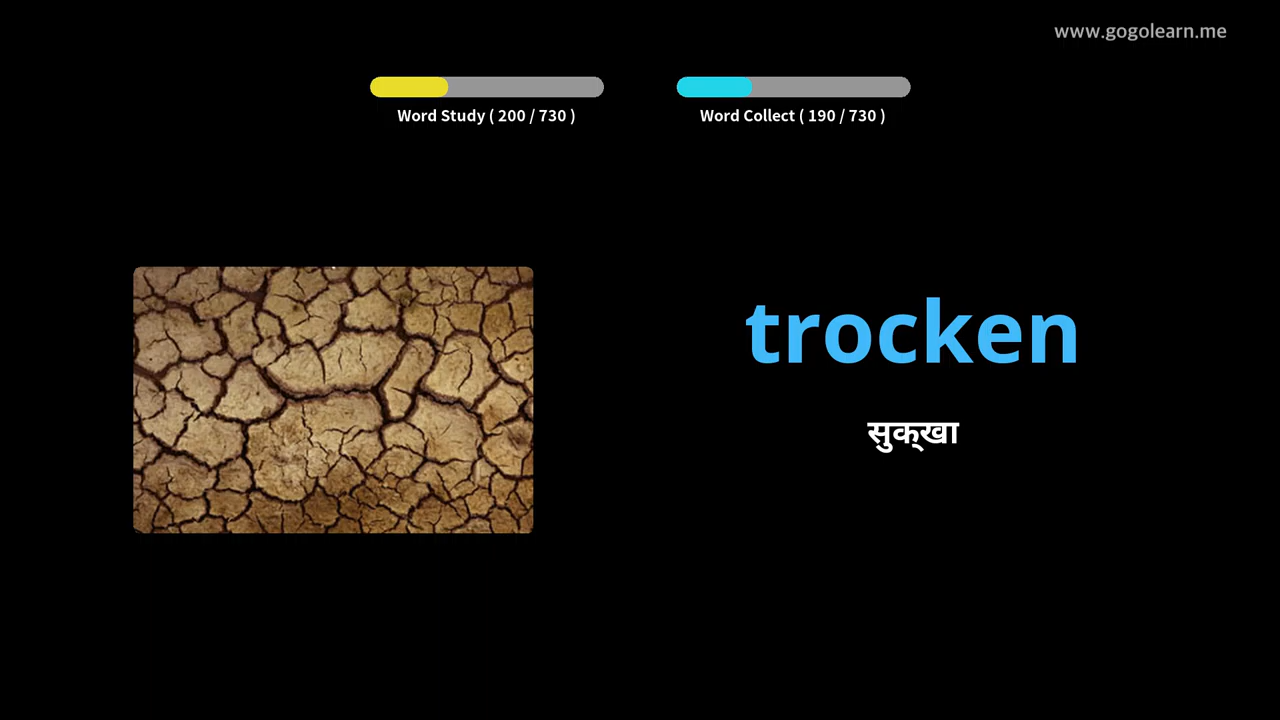 www.gogolearn.me
Word Study ( 200 / 730 )
Word Collect ( 190 / 730 )
trocken
सुक्खा